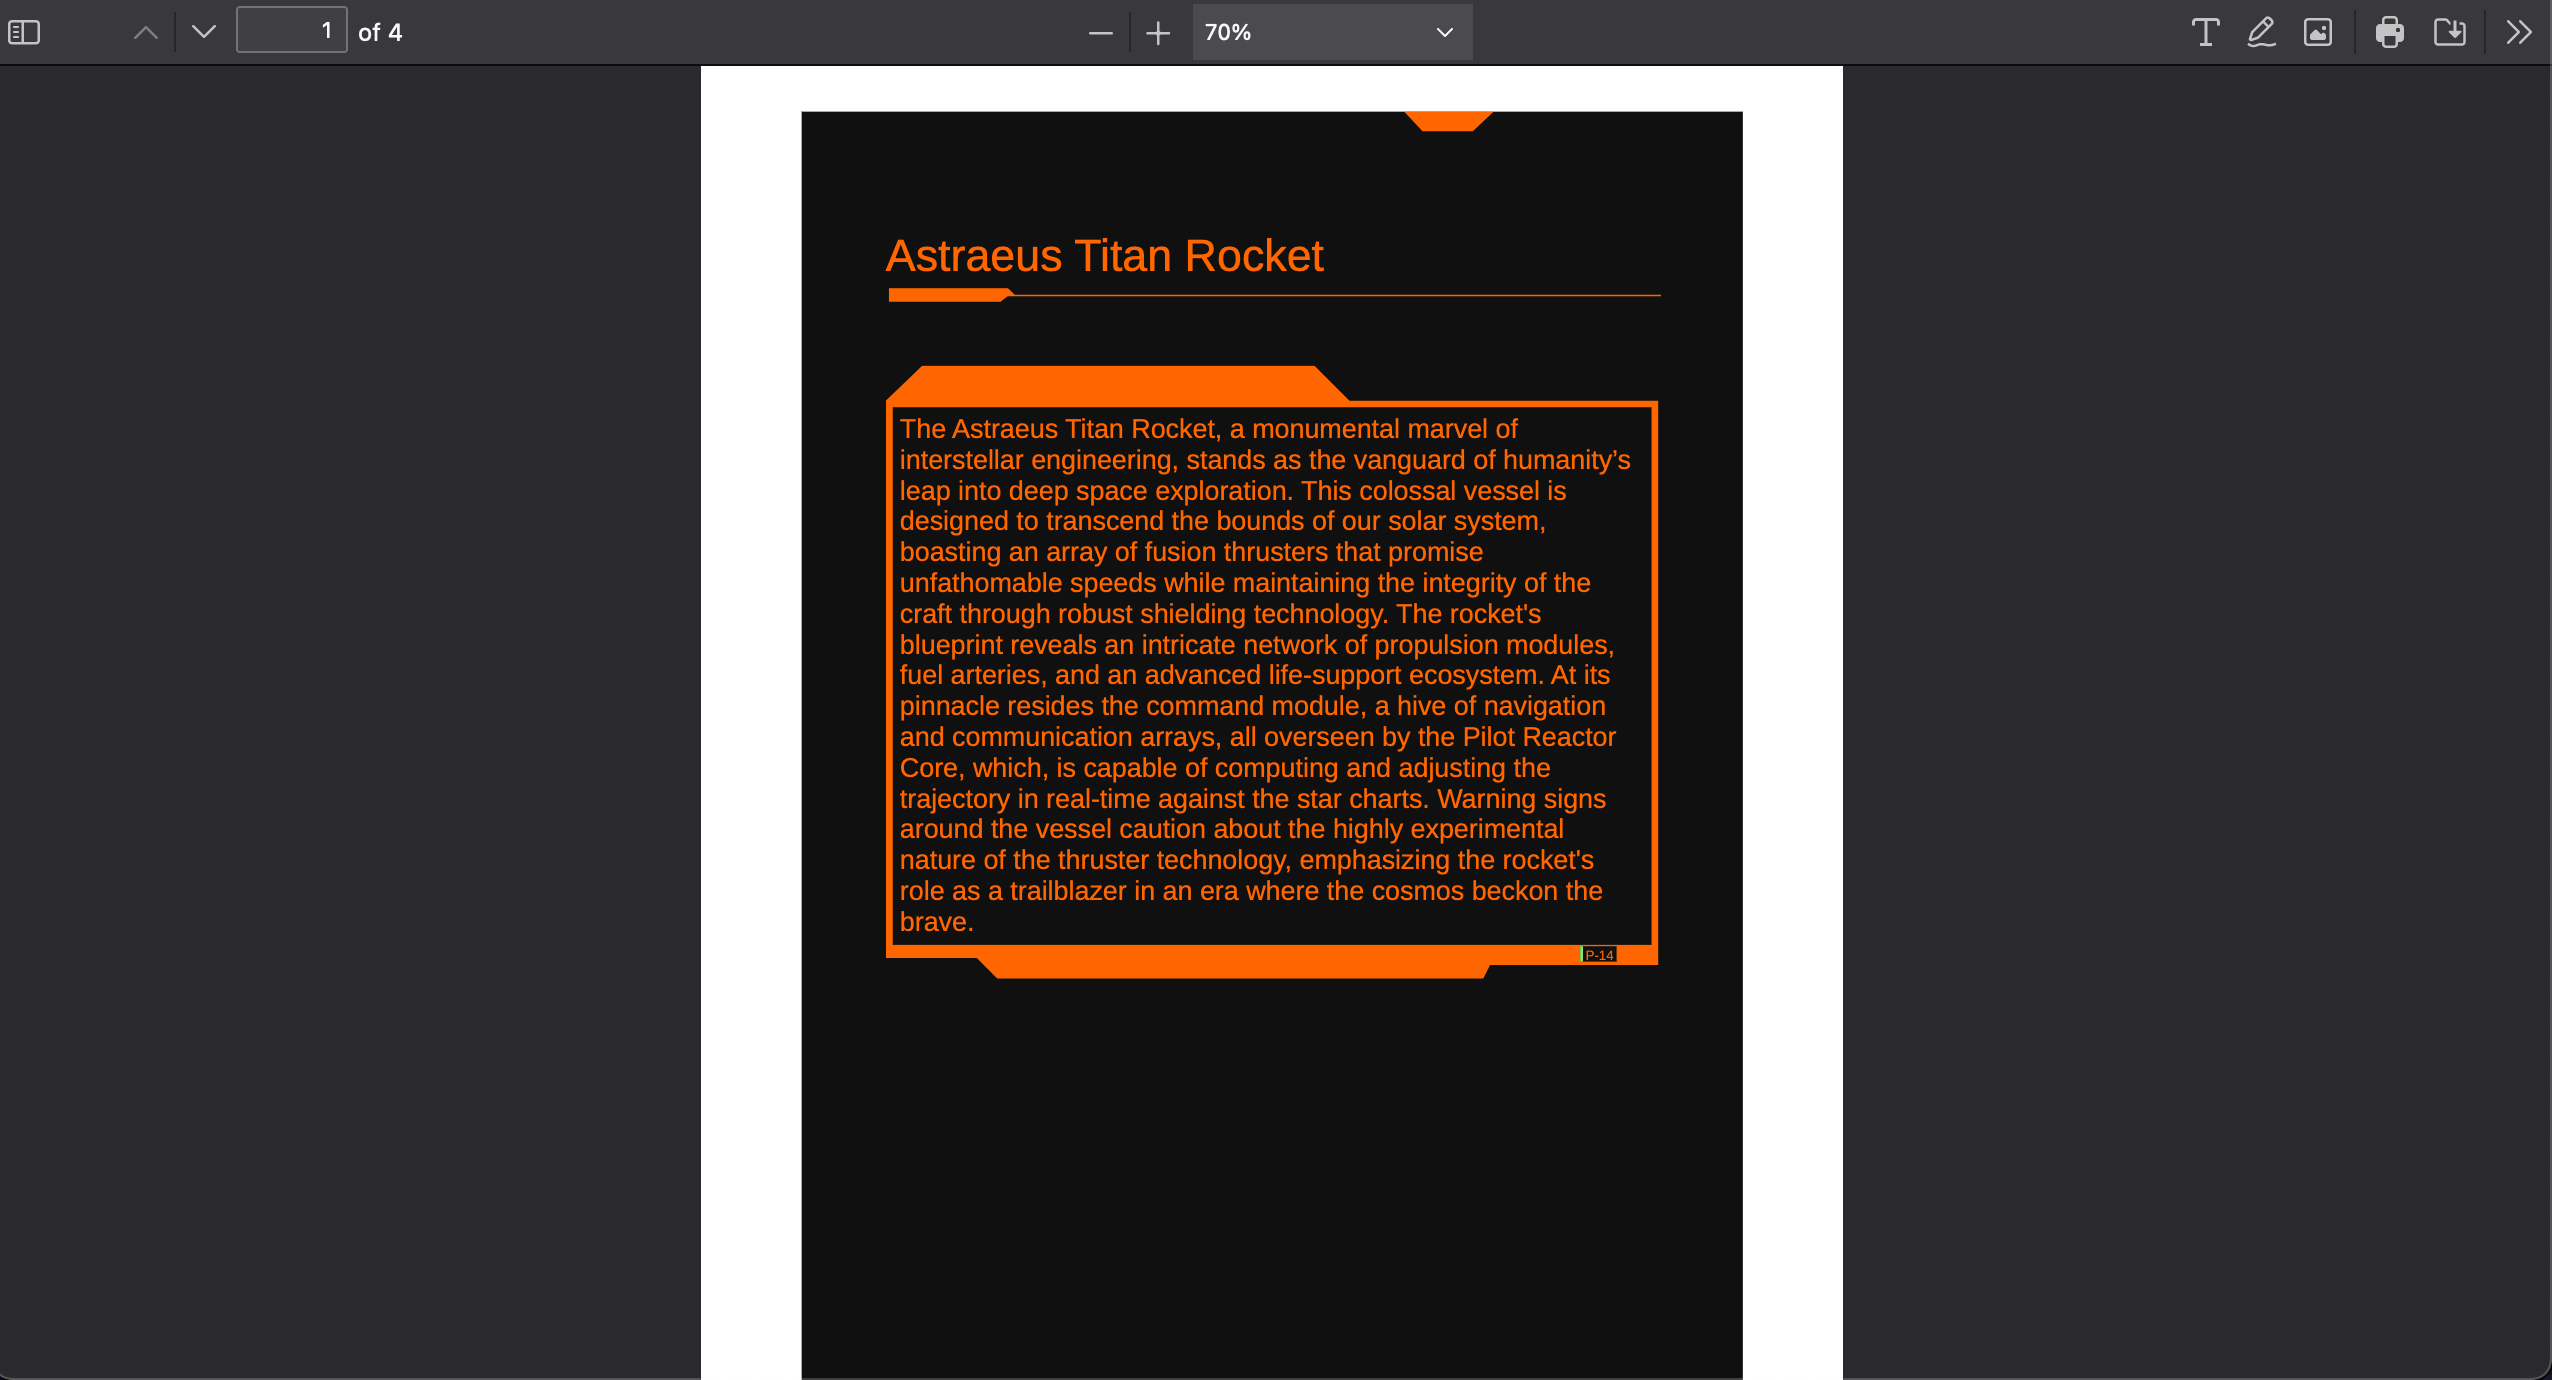 1 of 4
70%
Astraeus Titan Rocket
The Astraeus Titan Rocket, a monumental marvel of
interstellar engineering, stands as the vanguard of humanity’s
leap into deep space exploration. This colossal vessel is
designed to transcend the bounds of our solar system,
boasting an array of fusion thrusters that promise
unfathomable speeds while maintaining the integrity of the
craft through robust shielding technology. The rocket's
blueprint reveals an intricate network of propulsion modules,
fuel arteries, and an advanced life-support ecosystem. At its
pinnacle resides the command module, a hive of navigation
and communication arrays, all overseen by the Pilot Reactor
Core, which, is capable of computing and adjusting the
trajectory in real-time against the star charts. Warning signs
around the vessel caution about the highly experimental
nature of the thruster technology, emphasizing the rocket's
role as a trailblazer in an era where the cosmos beckon the
brave.
P-14